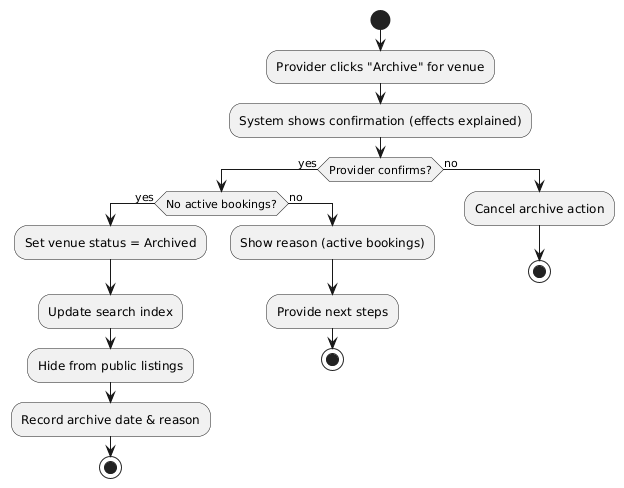 Provider clicks "Archive" for venue
System shows confirmation (effects explained)
yes
Provider confirms?
no
yes
No active bookings?
no
Cancel archive action
Set venue status = Archived
Show reason (active bookings)
Update search index
Provide next steps
Hide from public listings
Record archive date & reason